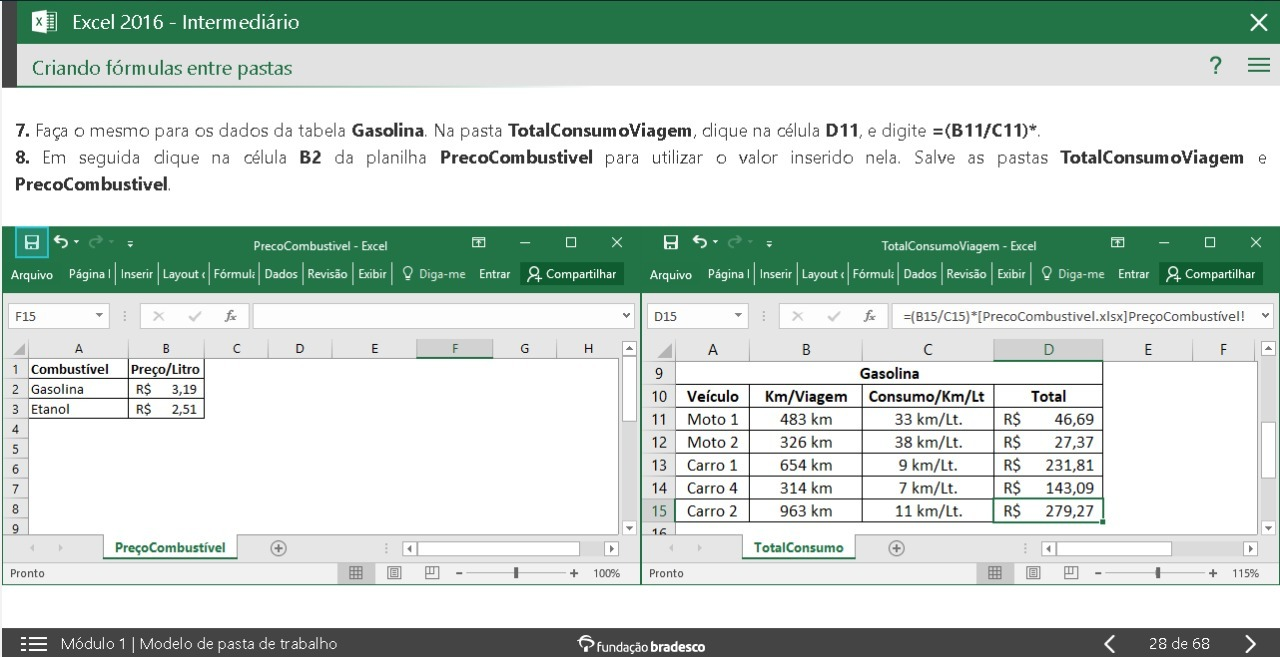 Excel 2016 - Intermediário
Criando fórmulas entre pastas
?
7. Faça o mesmo para os dados da tabela Gasolina. Na pasta TotalConsumoViagem, clique na célula D11, e digite =(B11/C11)*.
8. Em seguida clique na célula B2 da planilha PrecoCombustivel para utilizar o valor inserido nela. Salve as pastas TotalConsumoViagem e
PrecoCombustivel.
PrecoCombustivel - Excel
Arquivo Página I Inserir Layout Fórmula Dados Revisão Exibir Diga-me Entrar Compartilhar
F15 fx
A B C D E F G H
1 Combustível Preço/Litro
2 Gasolina R$ 3,19
3 Etanol R$ 2,51
4
5
6
7
8
9
PreçoCombustível
Pronto 100%
TotalConsumoViagem - Excel
Arquivo Página I Inserir Layout Fórmula Dados Revisão Exibir Diga-me Entrar Compartilhar
D15 fx =(B15/C15)*[PrecoCombustivel.xlsx]PreçoCombustível!
A B C D E F
9 Gasolina
10 Veículo Km/Viagem Consumo/Km/Lt Total
11 Moto 1 483 km 33 km/Lt. R$ 46,69
12 Moto 2 326 km 38 km/Lt. R$ 27,37
13 Carro 1 654 km 9 km/Lt. R$ 231,81
14 Carro 4 314 km 7 km/Lt. R$ 143,09
15 Carro 2 963 km 11 km/Lt. R$ 279,27
16
TotalConsumo
Pronto 115%
Módulo 1 | Modelo de pasta de trabalho
fundação bradesco
28 de 68